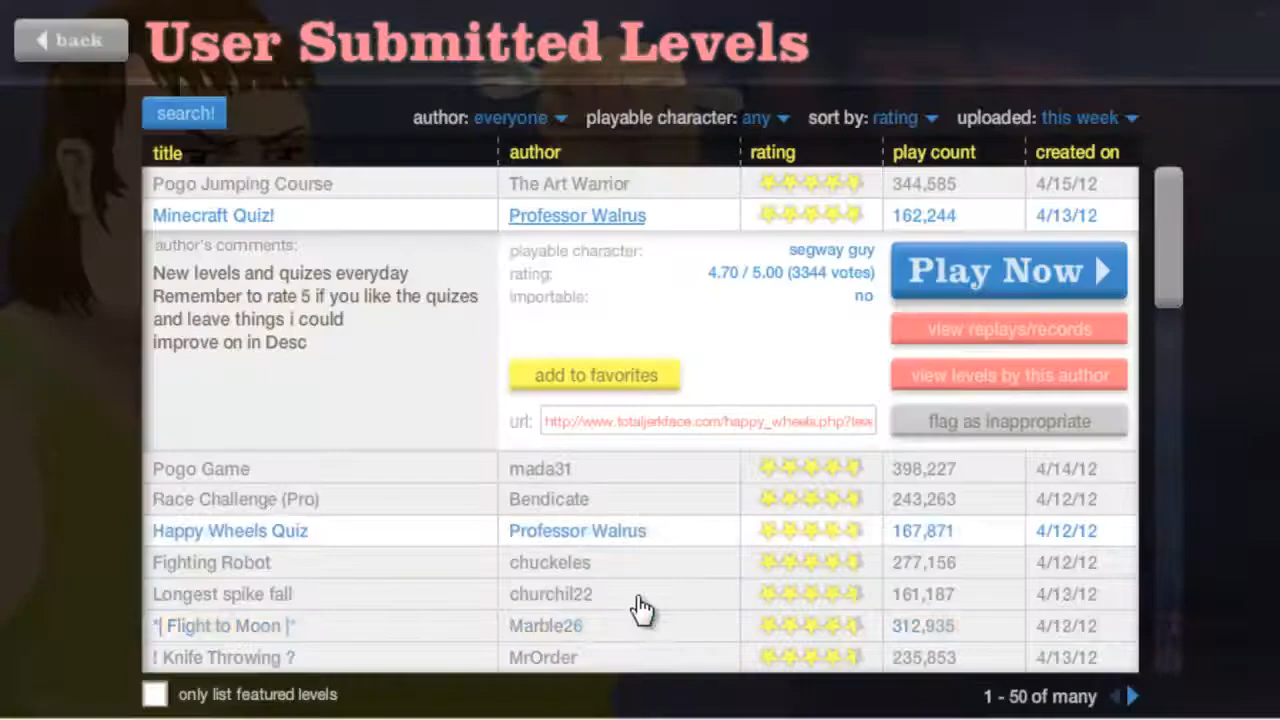 back
User Submitted Levels
search!
author: everyone playable character: any sort by: rating uploaded: this week
title author rating play count created on
Pogo Jumping Course The Art Warrior 344,585 4/15/12
Minecraft Quiz! Professor Walrus 162,244 4/13/12
author's comments:
New levels and quizes everyday
Remember to rate 5 if you like the quizes
and leave things i could
improve on in Desc
playable character: segway guy
rating: 4.70 / 5.00 (3344 votes)
importable: no
add to favorites
url: http://www.totaljerkface.com/happy_wheels.php?leve
Play Now
view replays/records
view levels by this author
flag as inappropriate
Pogo Game mada31 398,227 4/14/12
Race Challenge (Pro) Bendicate 243,263 4/12/12
Happy Wheels Quiz Professor Walrus 167,871 4/12/12
Fighting Robot chuckeles 277,156 4/12/12
Longest spike fall churchil22 161,187 4/13/12
*| Flight to Moon |* Marble26 312,935 4/12/12
! Knife Throwing ? MrOrder 235,853 4/13/12
only list featured levels
1 - 50 of many